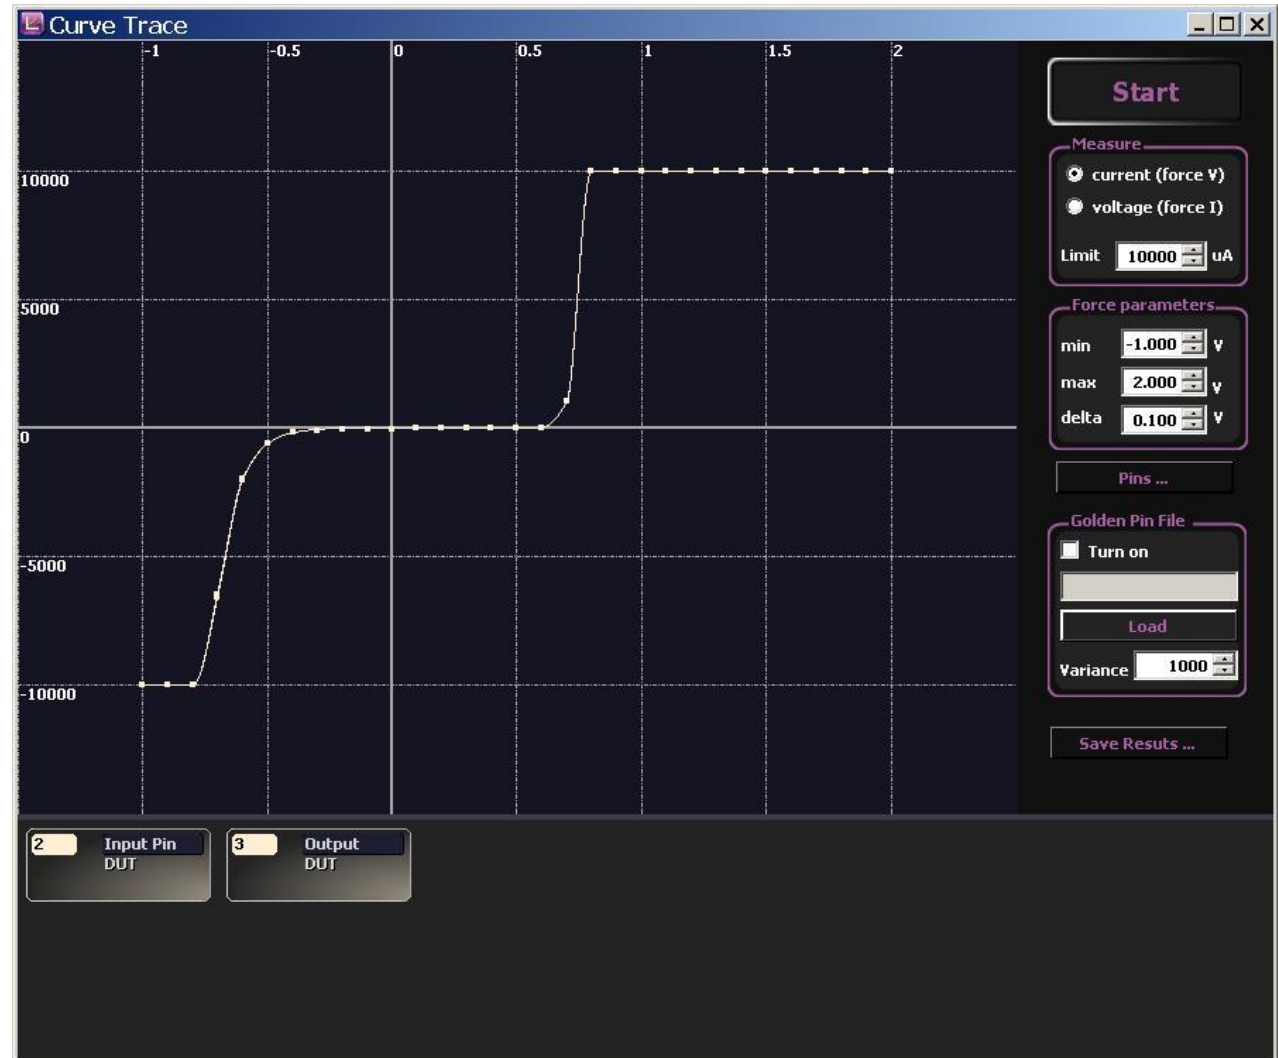 Curve Trace
-1 -0.5 0 0.5 1 1.5 2
10000
5000
0
-5000
-10000
Start
Measure
current (force V)
voltage (force I)
Limit 10000 uA
Force parameters
min -1.000 V
max 2.000 V
delta 0.100 V
Pins ...
Golden Pin File
Turn on
Load
Variance 1000
Save Resuts ...
2 Input Pin
DUT
3 Output
DUT